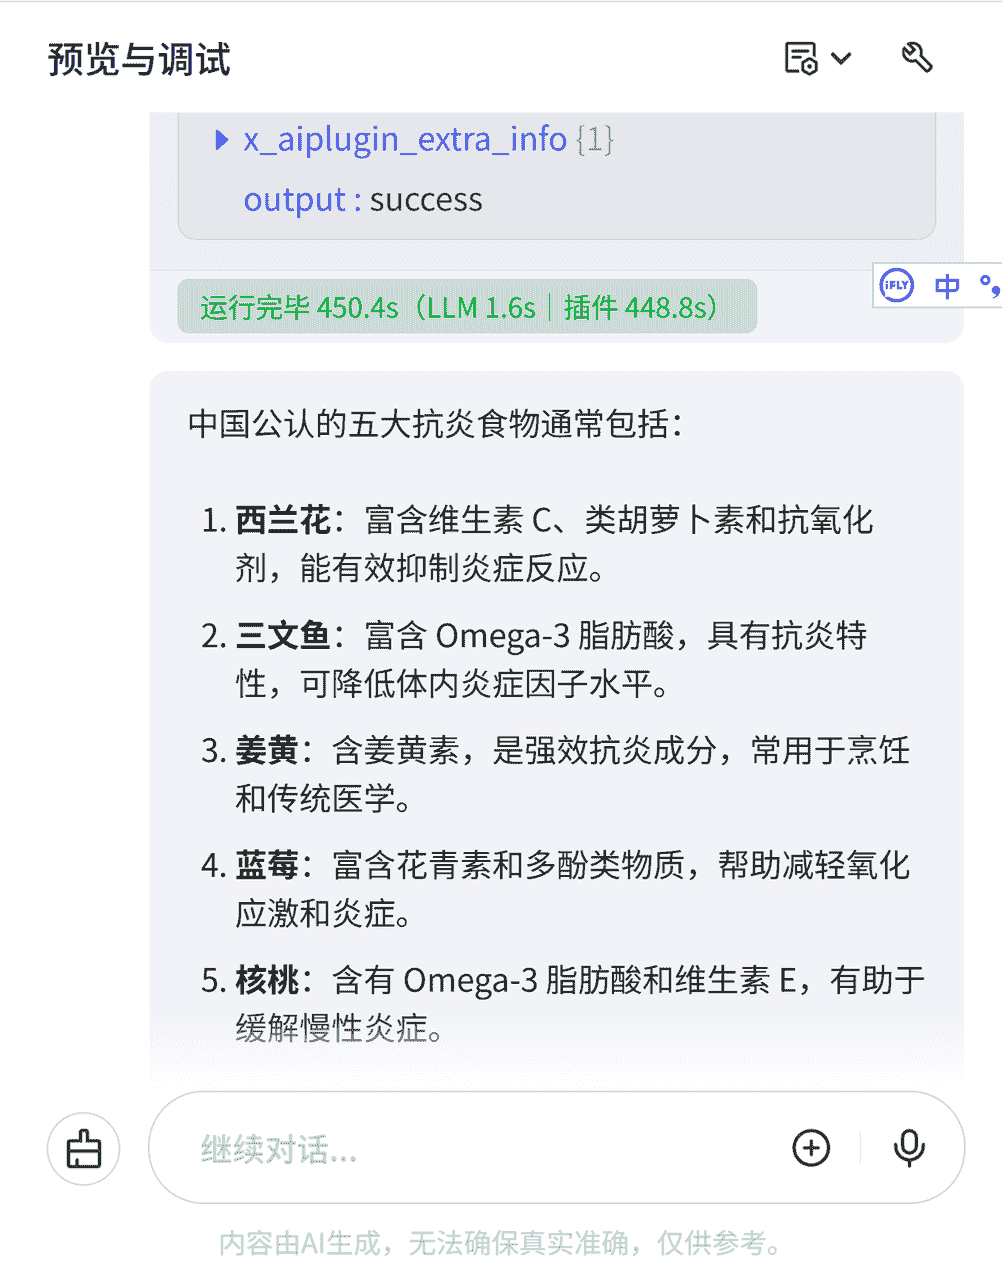 预览与调试
x_aiplugin_extra_info {1}
output : success
运行完毕 450.4s（LLM 1.6s｜插件 448.8s）
iFLY 中 °,
中国公认的五大抗炎食物通常包括：
1. 西兰花：富含维生素 C、类胡萝卜素和抗氧化
剂，能有效抑制炎症反应。
2. 三文鱼：富含 Omega-3 脂肪酸，具有抗炎特
性，可降低体内炎症因子水平。
3. 姜黄：含姜黄素，是强效抗炎成分，常用于烹饪
和传统医学。
4. 蓝莓：富含花青素和多酚类物质，帮助减轻氧化
应激和炎症。
5. 核桃：含有 Omega-3 脂肪酸和维生素 E，有助于
缓解慢性炎症。
继续对话...
内容由AI生成，无法确保真实准确，仅供参考。